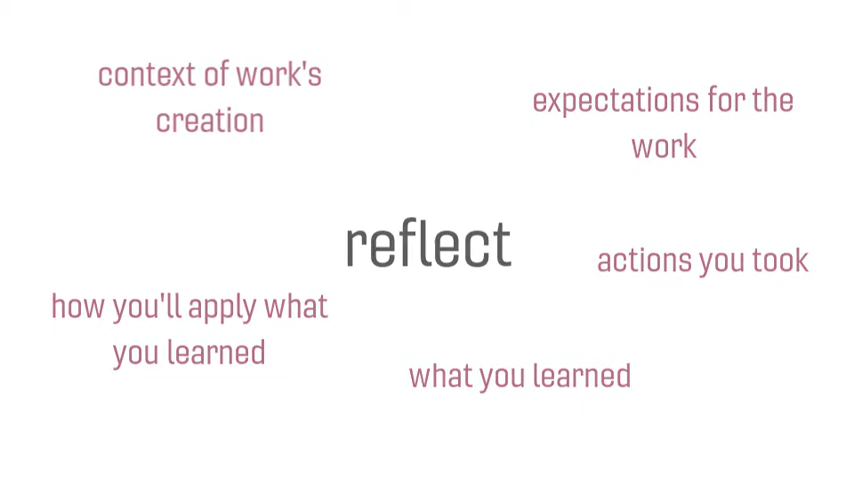 context of work's
creation
expectations for the
work
reflect
actions you took
how you'll apply what
you learned
what you learned